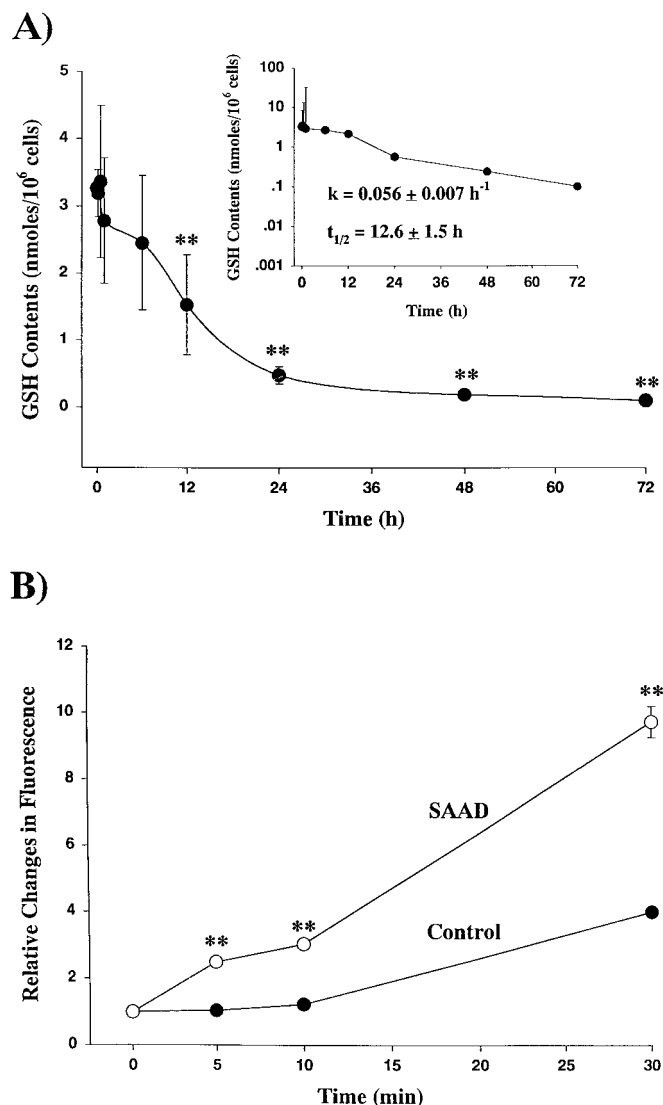 A)
GSH Contents (nmoles/10⁶ cells)
5
4
3
2
1
0
**
**
**
**
0 12 24 36 48 60 72
Time (h)
GSH Contents (nmoles/10⁶ cells)
100
10
1
.1
.01
.001
k = 0.056 ± 0.007 h⁻¹
t₁/₂ = 12.6 ± 1.5 h
0 12 24 36 48 60 72
Time (h)
B)
Relative Changes in Fluorescence
12
10
8
6
4
2
0
**
**
**
SAAD
Control
0 5 10 15 20 25 30
Time (min)